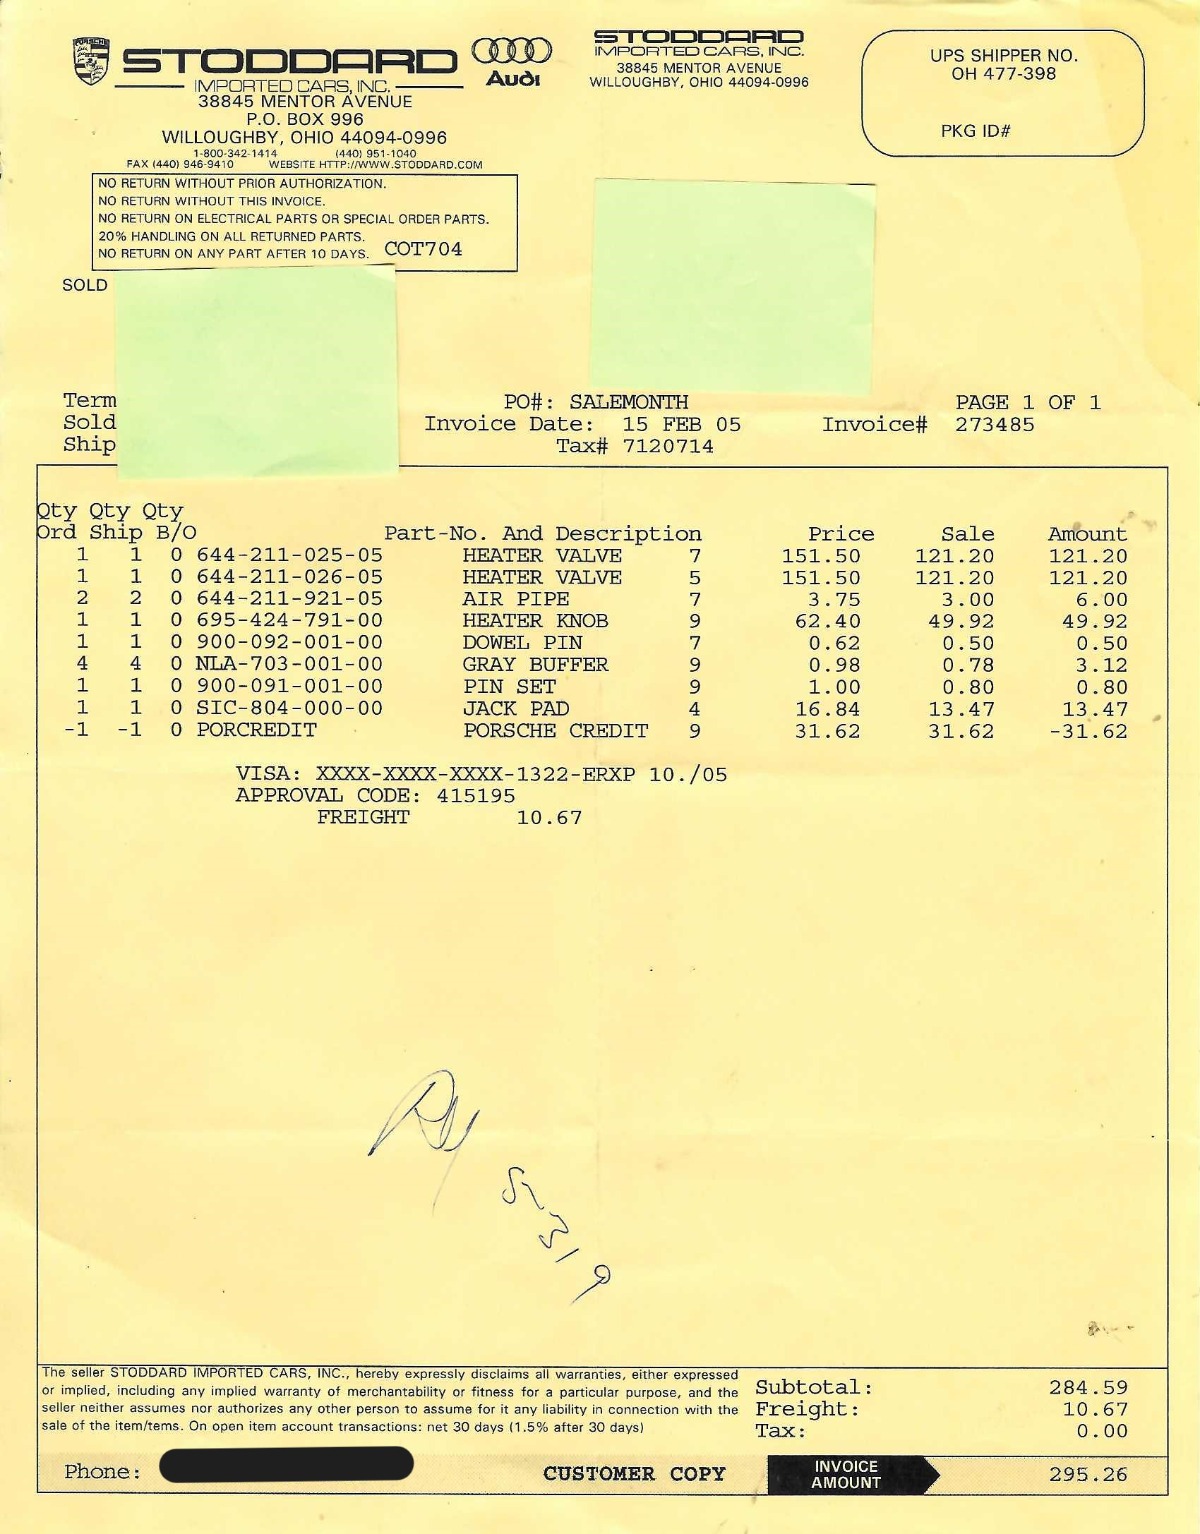 STODDARD
IMPORTED CARS, INC.
38845 MENTOR AVENUE
P.O. BOX 996
WILLOUGHBY, OHIO 44094-0996
1-800-342-1414 (440) 951-1040
FAX (440) 946-9410 WEBSITE HTTP://WWW.STODDARD.COM
PORSCHE
Audi
STODDARD
IMPORTED CARS, INC.
38845 MENTOR AVENUE
WILLOUGHBY, OHIO 44094-0996
UPS SHIPPER NO.
OH 477-398
PKG ID#
NO RETURN WITHOUT PRIOR AUTHORIZATION.
NO RETURN WITHOUT THIS INVOICE.
NO RETURN ON ELECTRICAL PARTS OR SPECIAL ORDER PARTS.
20% HANDLING ON ALL RETURNED PARTS.
NO RETURN ON ANY PART AFTER 10 DAYS. COT704
SOLD
Term PO#: SALEMONTH PAGE 1 OF 1
Sold Invoice Date: 15 FEB 05 Invoice# 273485
Ship Tax# 7120714
Qty Qty Qty
Ord Ship B/O Part-No. And Description Price Sale Amount
1 1 0 644-211-025-05 HEATER VALVE 7 151.50 121.20 121.20
1 1 0 644-211-026-05 HEATER VALVE 5 151.50 121.20 121.20
2 2 0 644-211-921-05 AIR PIPE 7 3.75 3.00 6.00
1 1 0 695-424-791-00 HEATER KNOB 9 62.40 49.92 49.92
1 1 0 900-092-001-00 DOWEL PIN 7 0.62 0.50 0.50
4 4 0 NLA-703-001-00 GRAY BUFFER 9 0.98 0.78 3.12
1 1 0 900-091-001-00 PIN SET 9 1.00 0.80 0.80
1 1 0 SIC-804-000-00 JACK PAD 4 16.84 13.47 13.47
-1 -1 0 PORCREDIT PORSCHE CREDIT 9 31.62 31.62 -31.62
VISA: XXXX-XXXX-XXXX-1322-ERXP 10./05
APPROVAL CODE: 415195
FREIGHT 10.67
The seller STODDARD IMPORTED CARS, INC., hereby expressly disclaims all warranties, either expressed
or implied, including any implied warranty of merchantability or fitness for a particular purpose, and the
seller neither assumes nor authorizes any other person to assume for it any liability in connection with the
sale of the item/items. On open item account transactions: net 30 days (1.5% after 30 days)
Subtotal: 284.59
Freight: 10.67
Tax: 0.00
Phone: CUSTOMER COPY INVOICE AMOUNT 295.26